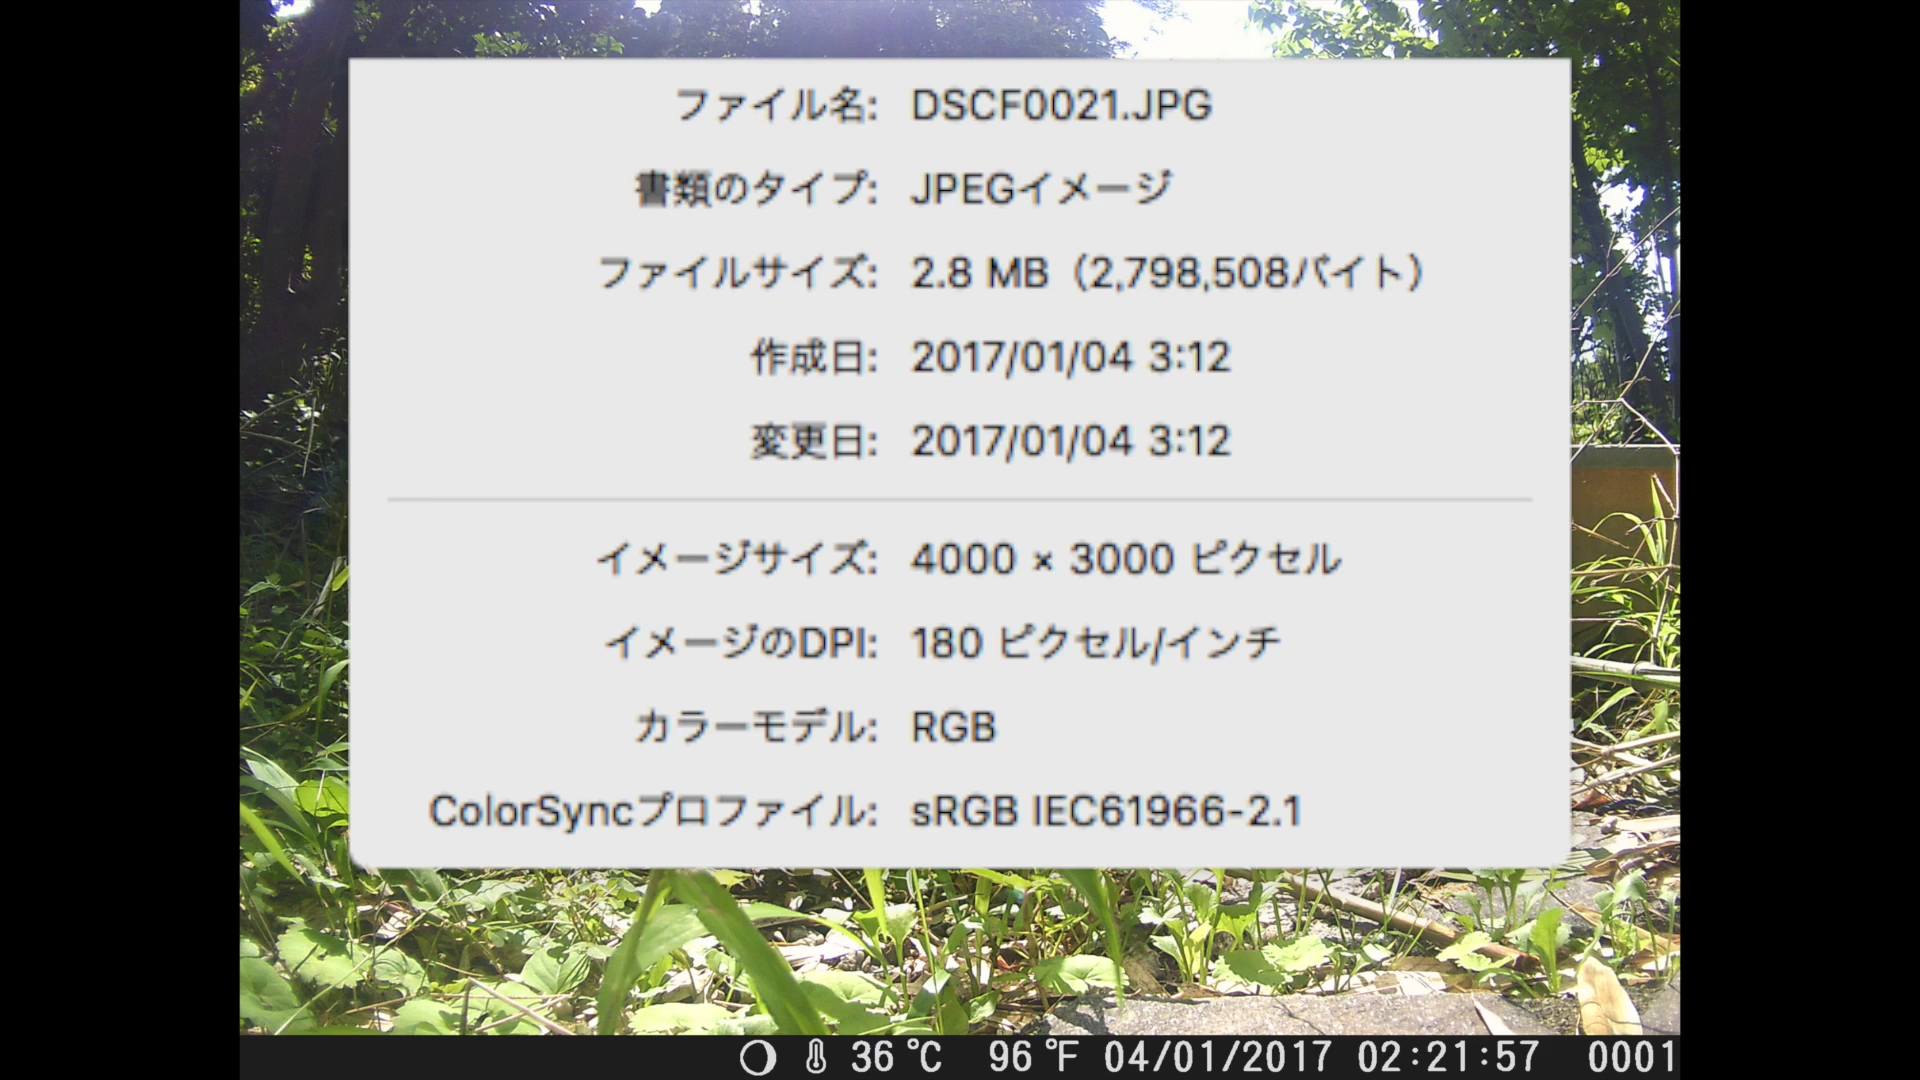 ファイル名: DSCF0021.JPG
書類のタイプ: JPEGイメージ
ファイルサイズ: 2.8 MB（2,798,508バイト）
作成日: 2017/01/04 3:12
変更日: 2017/01/04 3:12
イメージサイズ: 4000 × 3000 ピクセル
イメージのDPI: 180 ピクセル/インチ
カラーモデル: RGB
ColorSyncプロファイル: sRGB IEC61966-2.1
36℃ 96℉ 04/01/2017 02:21:57 0001